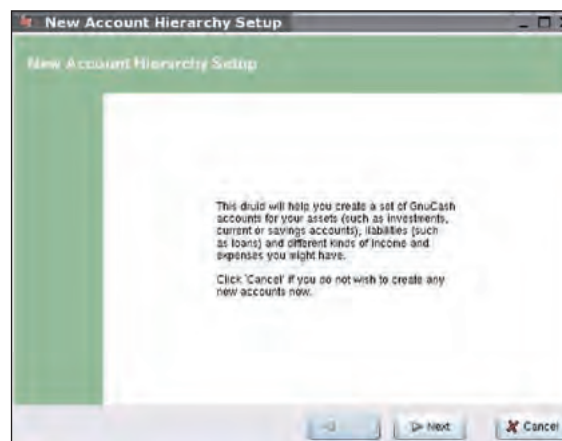 New Account Hierarchy Setup
New Account Hierarchy Setup
This druid will help you create a set of GnuCash
accounts for your assets (such as investments,
current or savings accounts), liabilities (such
as loans) and different kinds of income and
expenses you might have.
Click 'Cancel' if you do not wish to create any
new accounts now.
Next
Cancel